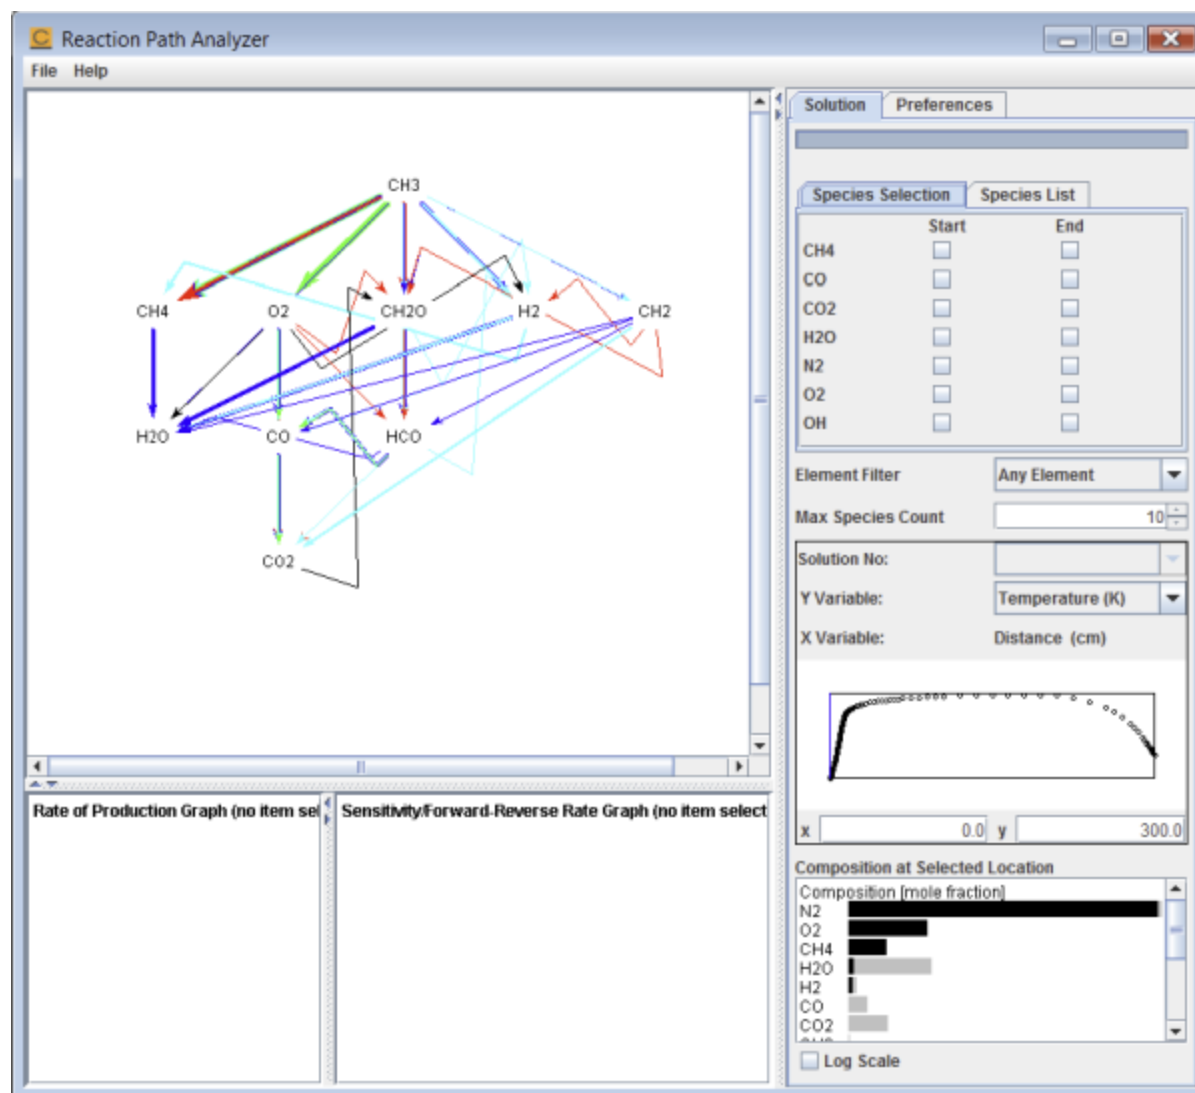 C Reaction Path Analyzer
File Help
CH3
CH4 O2 CH2O H2 CH2
H2O CO HCO
CO2
Rate of Production Graph (no item sel
Sensitivity/Forward-Reverse Rate Graph (no item select
Solution Preferences
Species Selection Species List
Start End
CH4
CO
CO2
H2O
N2
O2
OH
Element Filter Any Element
Max Species Count 10
Solution No:
Y Variable: Temperature (K)
X Variable: Distance (cm)
x 0.0 y 300.0
Composition at Selected Location
Composition [mole fraction]
N2
O2
CH4
H2O
H2
CO
CO2
Log Scale